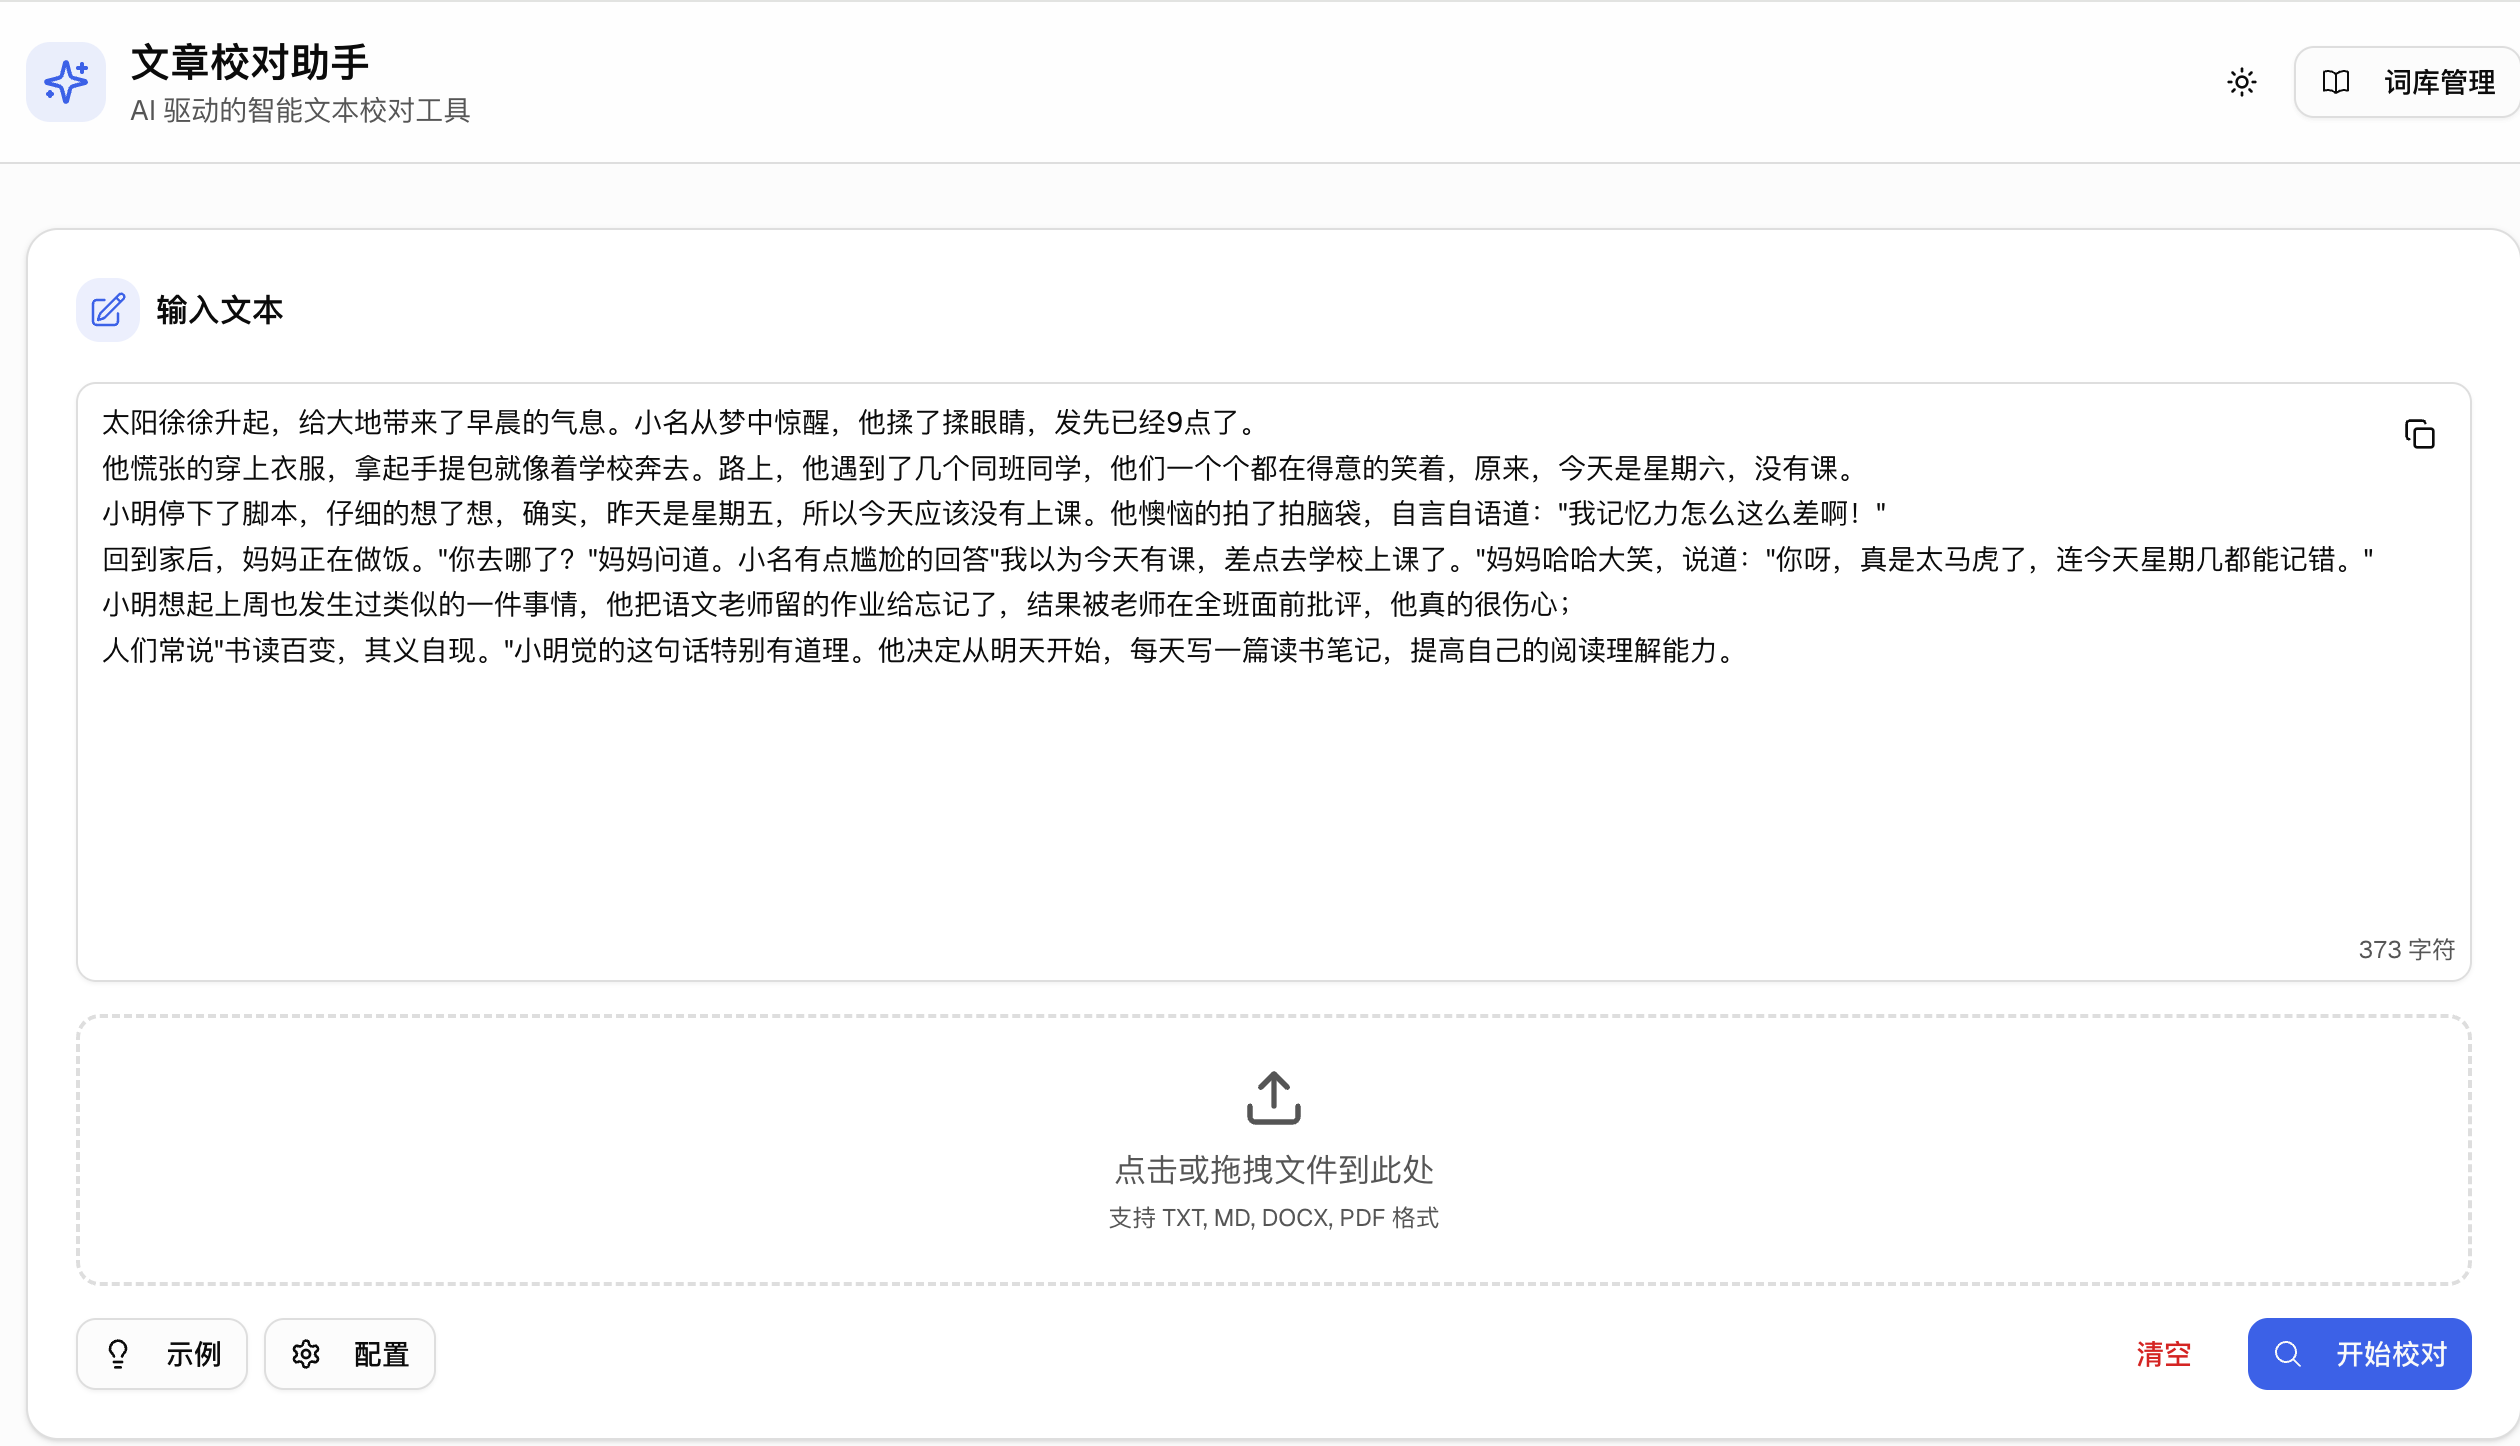 文章校对助手
AI 驱动的智能文本校对工具
词库管理
输入文本
太阳徐徐升起，给大地带来了早晨的气息。小名从梦中惊醒，他揉了揉眼睛，发先已经9点了。
他慌张的穿上衣服，拿起手提包就像着学校奔去。路上，他遇到了几个同班同学，他们一个个都在得意的笑着，原来，今天是星期六，没有课。
小明停下了脚本，仔细的想了想，确实，昨天是星期五，所以今天应该没有上课。他懊恼的拍了拍脑袋，自言自语道："我记忆力怎么这么差啊！"
回到家后，妈妈正在做饭。"你去哪了？"妈妈问道。小名有点尴尬的回答"我以为今天有课，差点去学校上课了。"妈妈哈哈大笑，说道："你呀，真是太马虎了，连今天星期几都能记错。"
小明想起上周也发生过类似的一件事情，他把语文老师留的作业给忘记了，结果被老师在全班面前批评，他真的很伤心；
人们常说"书读百变，其义自现。"小明觉的这句话特别有道理。他决定从明天开始，每天写一篇读书笔记，提高自己的阅读理解能力。
373 字符
点击或拖拽文件到此处
支持 TXT, MD, DOCX, PDF 格式
示例
配置
清空
开始校对